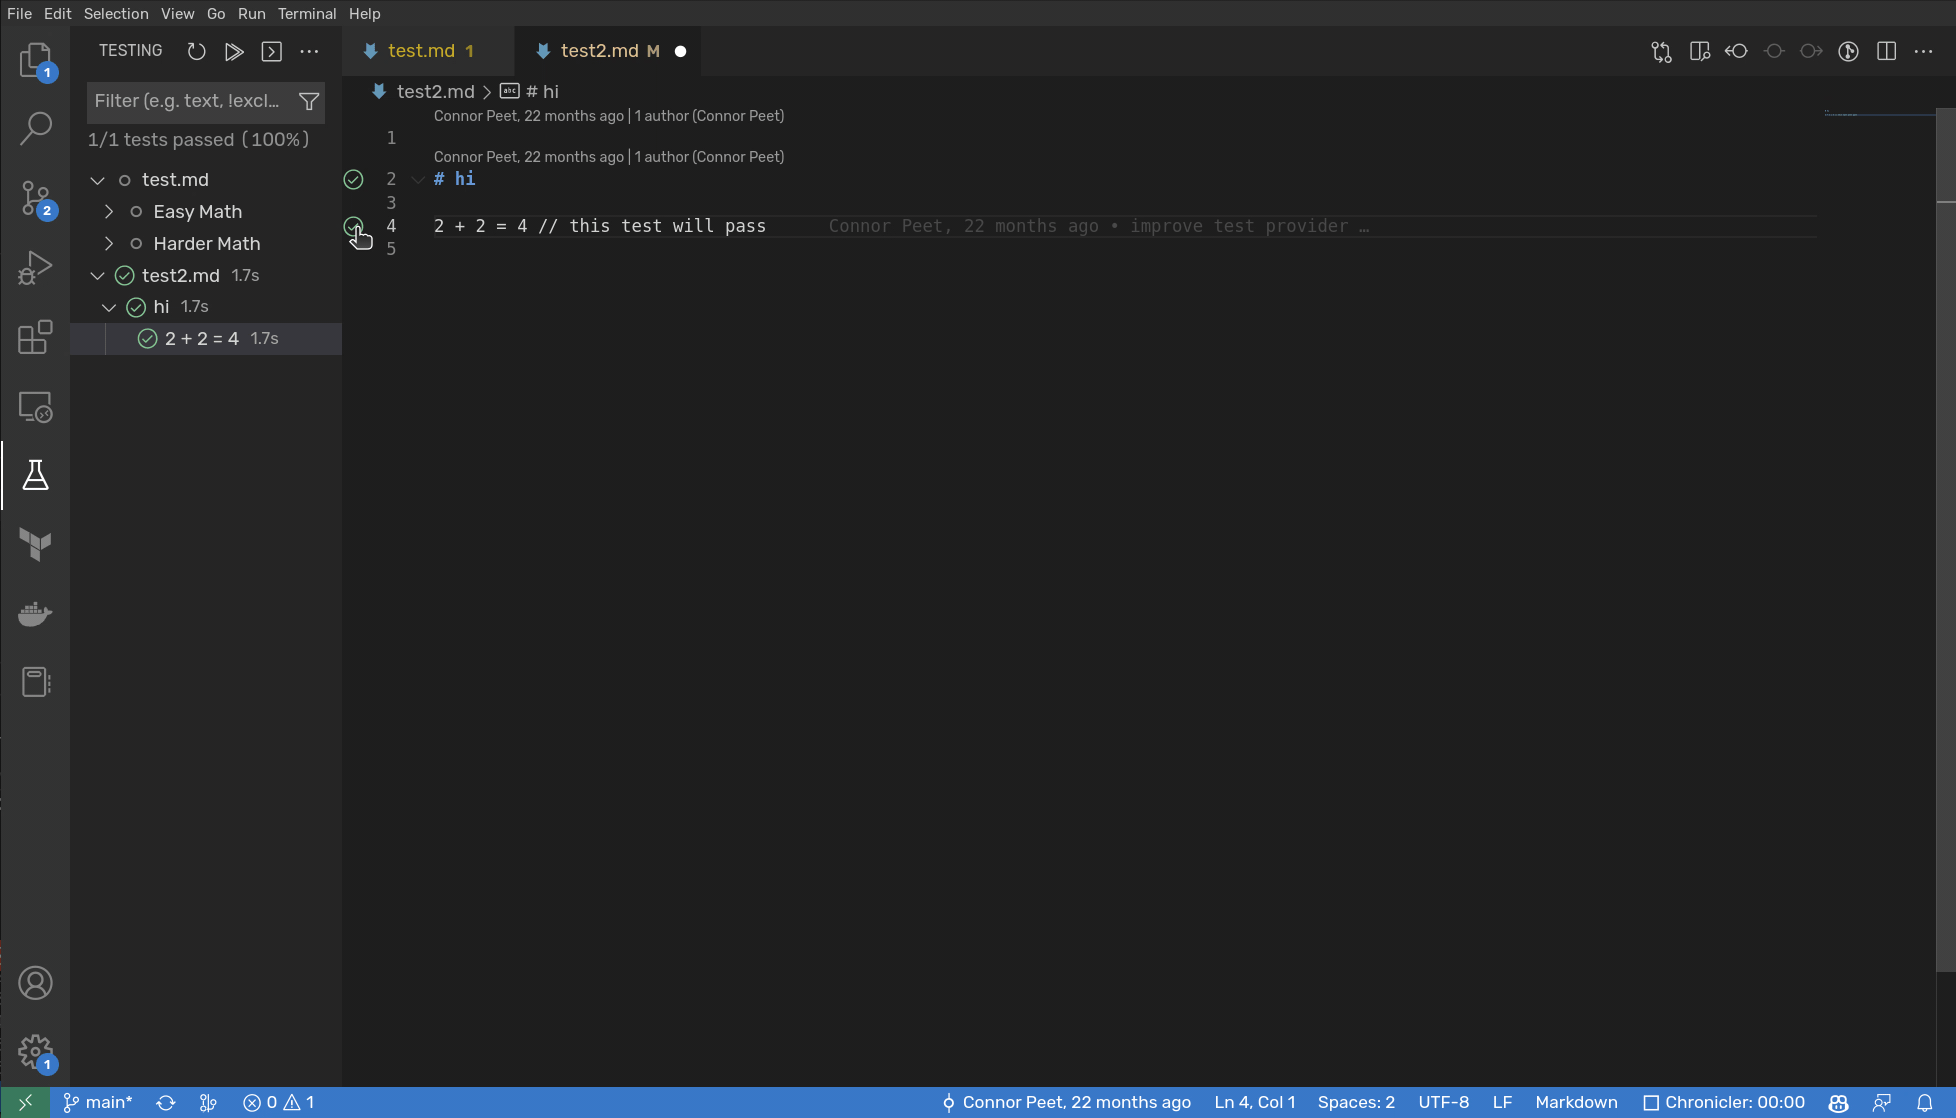 File Edit Selection View Go Run Terminal Help
TESTING
test.md 1
test2.md M
1
Filter (e.g. text, !excl...
test2.md > abc # hi
1/1 tests passed (100%)
Connor Peet, 22 months ago | 1 author (Connor Peet)
1
Connor Peet, 22 months ago | 1 author (Connor Peet)
test.md
2 # hi
2
Easy Math
3
4 2 + 2 = 4 // this test will pass Connor Peet, 22 months ago • improve test provider …
Harder Math
5
test2.md 1.7s
hi 1.7s
2 + 2 = 4 1.7s
1
main* 0 1 Connor Peet, 22 months ago Ln 4, Col 1 Spaces: 2 UTF-8 LF Markdown Chronicler: 00:00